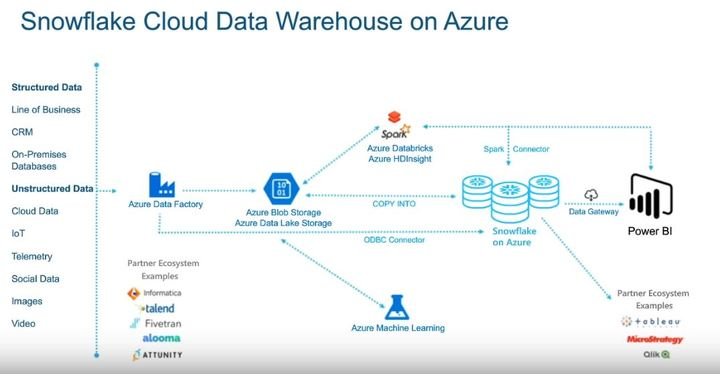 Snowflake Cloud Data Warehouse on Azure
Structured Data
Line of Business
CRM
On-Premises
Databases
Unstructured Data
Cloud Data
IoT
Telemetry
Social Data
Images
Video
Azure Data Factory
10
01
Azure Blob Storage
Azure Data Lake Storage
Spark
Azure Databricks
Azure HDInsight
Spark Connector
COPY INTO
ODBC Connector
Snowflake
on Azure
Data Gateway
Power BI
Azure Machine Learning
Partner Ecosystem
Examples
Informatica
talend
Fivetran
alooma
ATTUNITY
Partner Ecosystem
Examples
tableau
MicroStrategy
Qlik